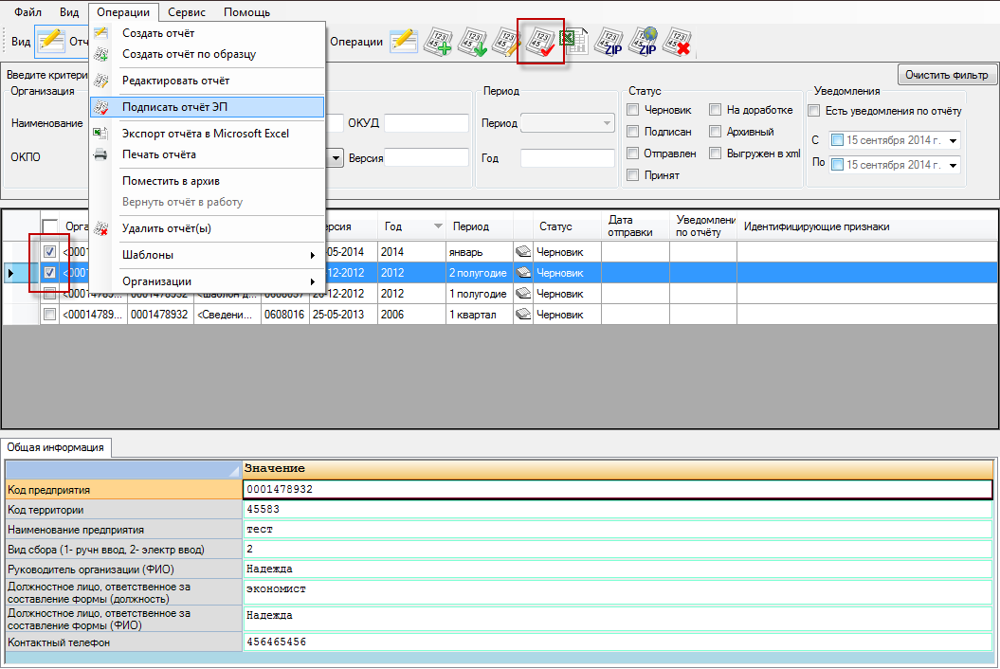 Файл Вид Операции Сервис Помощь
Вид Отч Операции
Создать отчёт
Создать отчёт по образцу
Редактировать отчёт
Подписать отчёт ЭП
Экспорт отчёта в Microsoft Excel
Печать отчёта
Поместить в архив
Вернуть отчёт в работу
Удалить отчёт(ы)
Шаблоны
Организации
ZIP ZIP
Введите критери
Очистить фильтр
Организация
Наименование
ОКПО
ОКУД
Версия
Период
Период
Год
Статус
Черновик На доработке
Подписан Архивный
Отправлен Выгружен в xml
Принят
Уведомления
Есть уведомления по отчёту
С 15 сентября 2014 г.
По 15 сентября 2014 г.
Орга ерсия Год Период Статус Дата отправки Уведомлени по отчёту Идентифицирующие признаки
<0001 -05-2014 2014 январь Черновик
<0001 -12-2012 2012 2 полугодие Черновик
<00014789... 0001478932 <Шаблон д... 0608037 26-12-2012 2012 1 полугодие Черновик
<00014789... 0001478932 <Сведени... 0608016 25-05-2013 2006 1 квартал Черновик
Общая информация
Значение
Код предприятия 0001478932
Код территории 45583
Наименование предприятия тест
Вид сбора (1- ручн ввод, 2- электр ввод) 2
Руководитель организации (ФИО) Надежда
Должностное лицо, ответственное за экономист
составление формы (должность)
Должностное лицо, ответственное за Надежда
составление формы (ФИО)
Контактный телефон 456465456